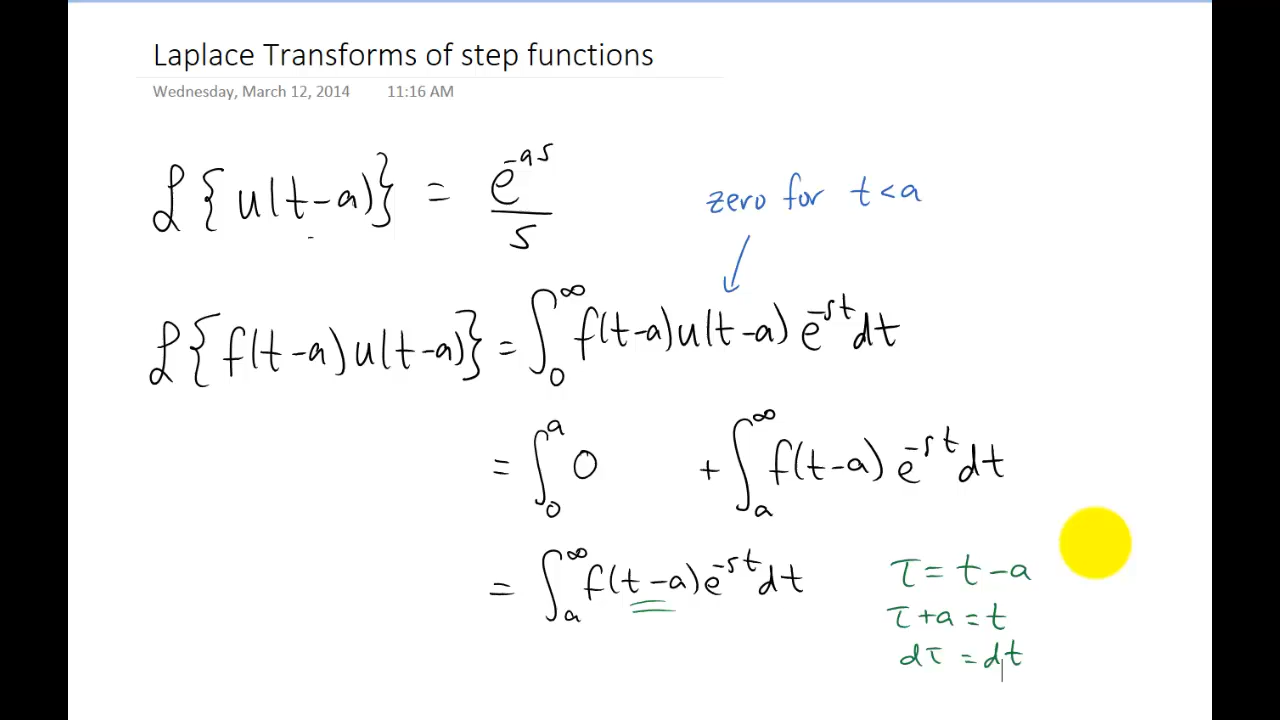 Laplace Transforms of step functions
Wednesday, March 12, 2014 11:16 AM
ℒ{u(t-a)} = e^{-as}/s
zero for t<a
ℒ{f(t-a)u(t-a)} = ∫_0^∞ f(t-a)u(t-a) e^{-st} dt
= ∫_0^a 0 + ∫_a^∞ f(t-a) e^{-st} dt
= ∫_a^∞ f(t-a) e^{-st} dt
τ = t-a
τ+a = t
dτ = dt